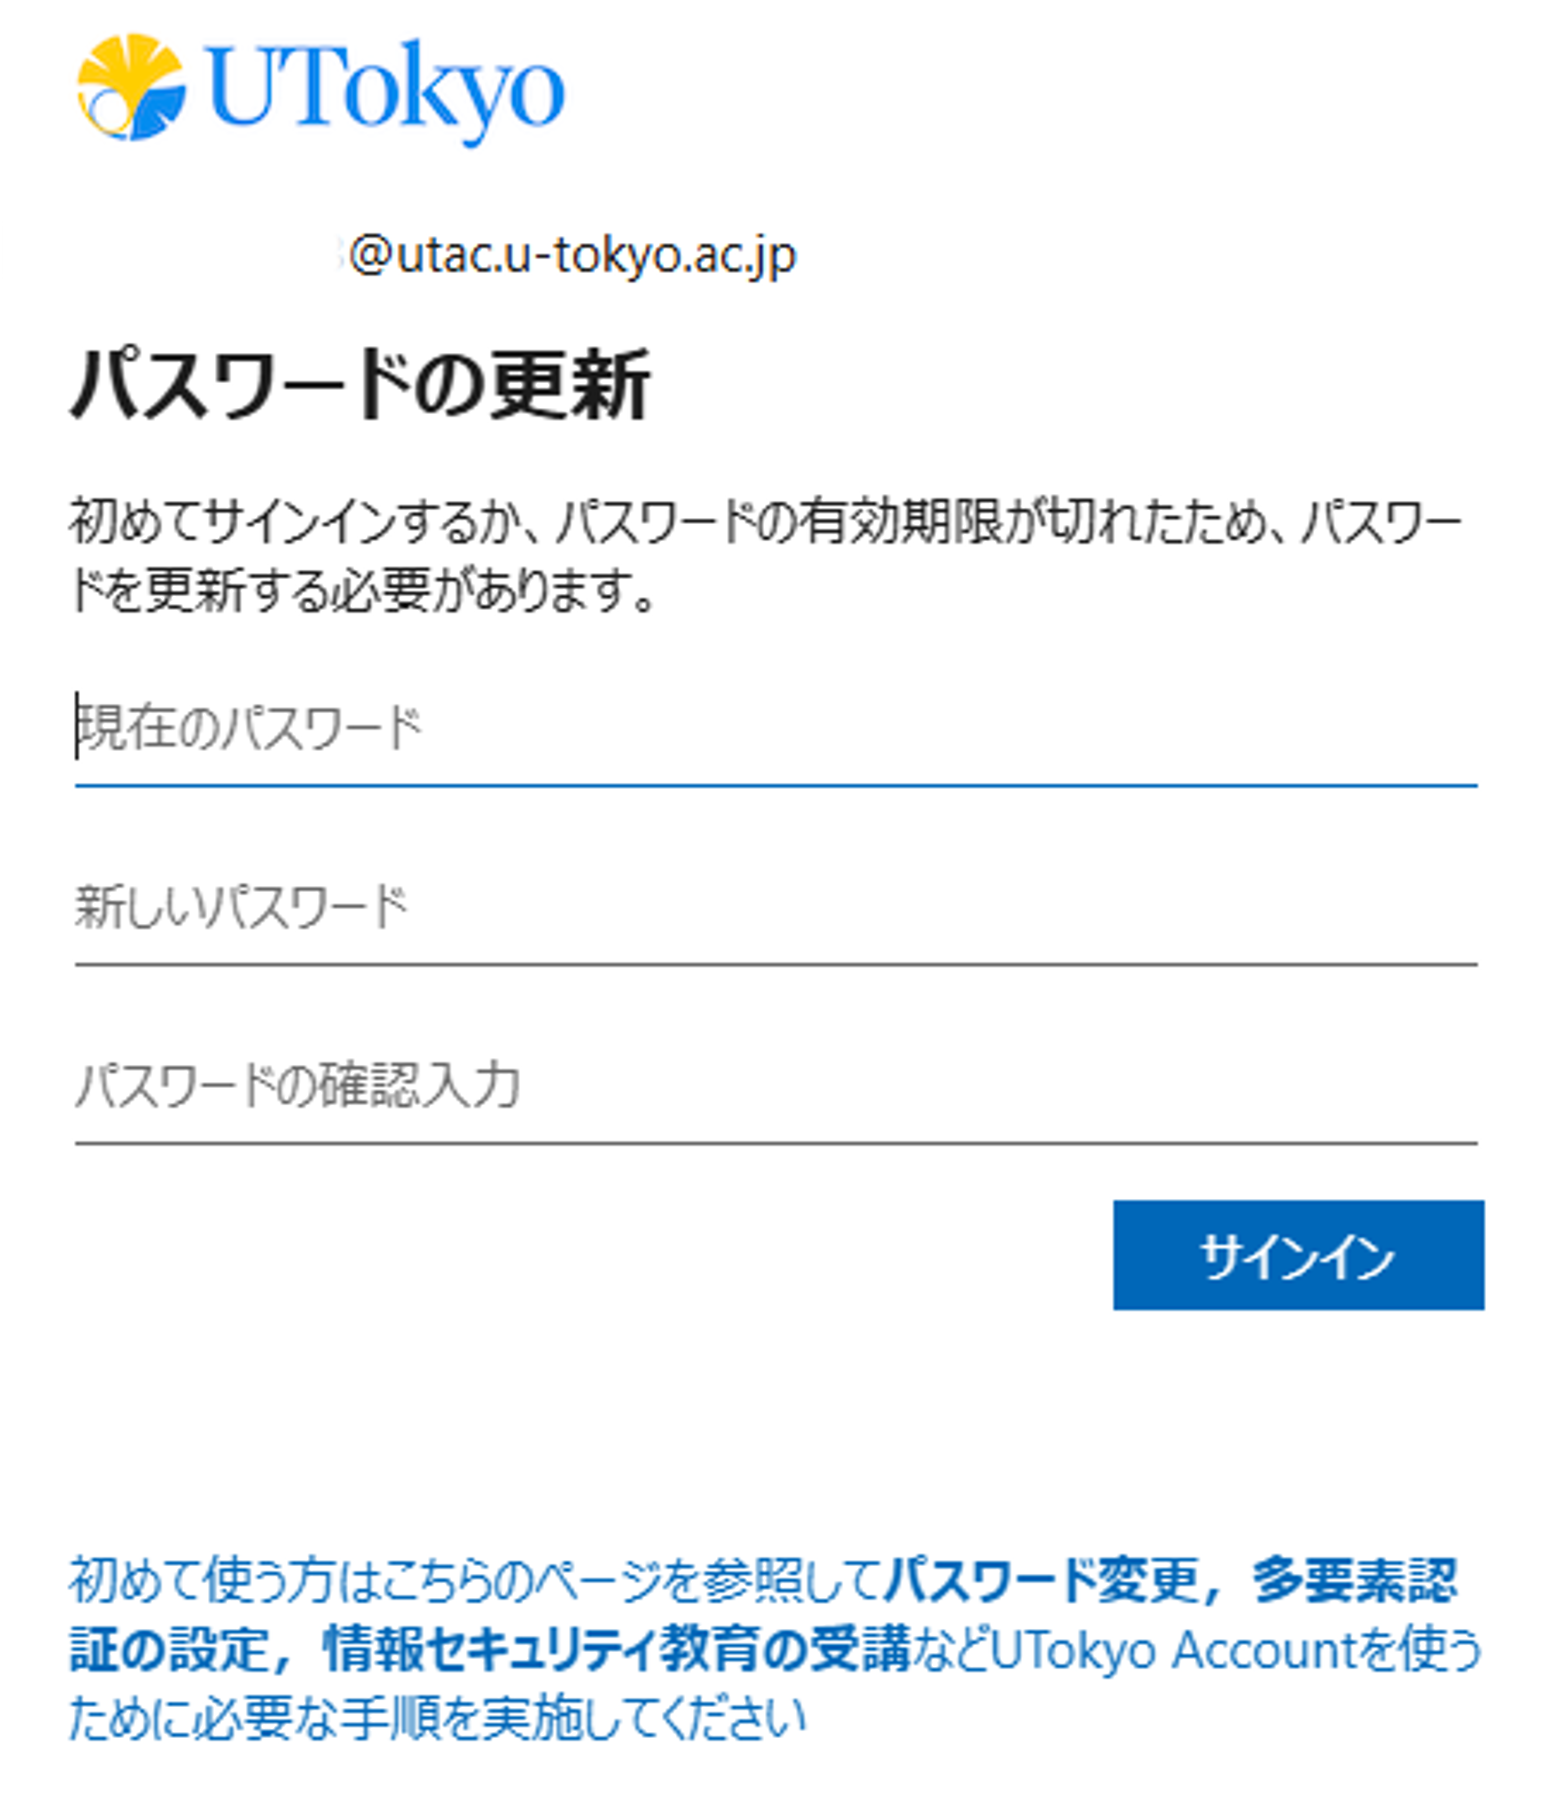 UTokyo
@utac.u-tokyo.ac.jp
パスワードの更新
初めてサインインするか、パスワードの有効期限が切れたため、パスワー
ドを更新する必要があります。
現在のパスワード
新しいパスワード
パスワードの確認入力
サインイン
初めて使う方はこちらのページを参照してパスワード変更，多要素認
証の設定，情報セキュリティ教育の受講などUTokyo Accountを使う
ために必要な手順を実施してください